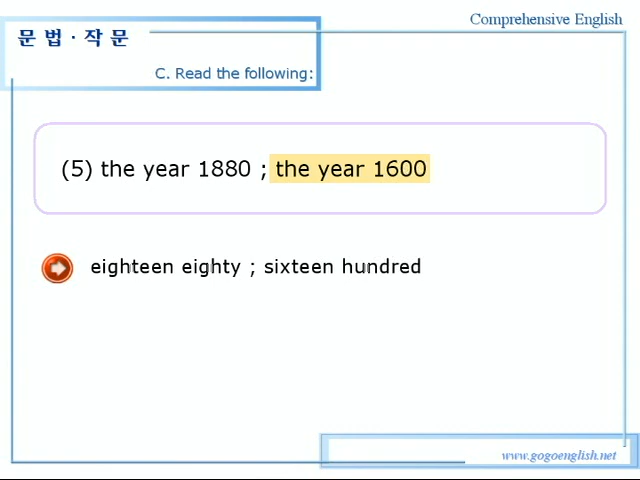 Comprehensive English
문 법 · 작 문
C. Read the following:
(5) the year 1880 ; the year 1600
eighteen eighty ; sixteen hundred
www.gogoenglish.net